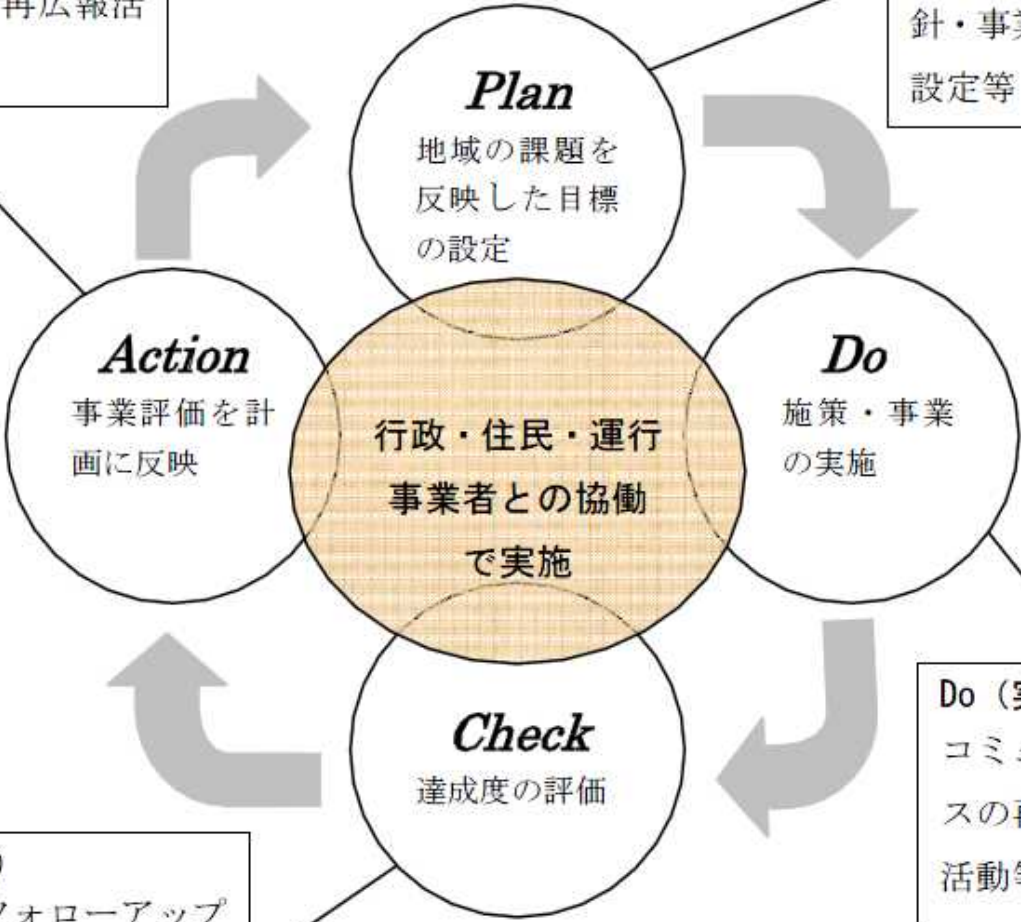 再広報活
針・事業
設定等
Plan
地域の課題を
反映した目標
の設定
Action
事業評価を計
画に反映
行政・住民・運行
事業者との協働
で実施
Do
施策・事業
の実施
Check
達成度の評価
Do（実
コミュ
スの再
活動等
）
フォローアップ